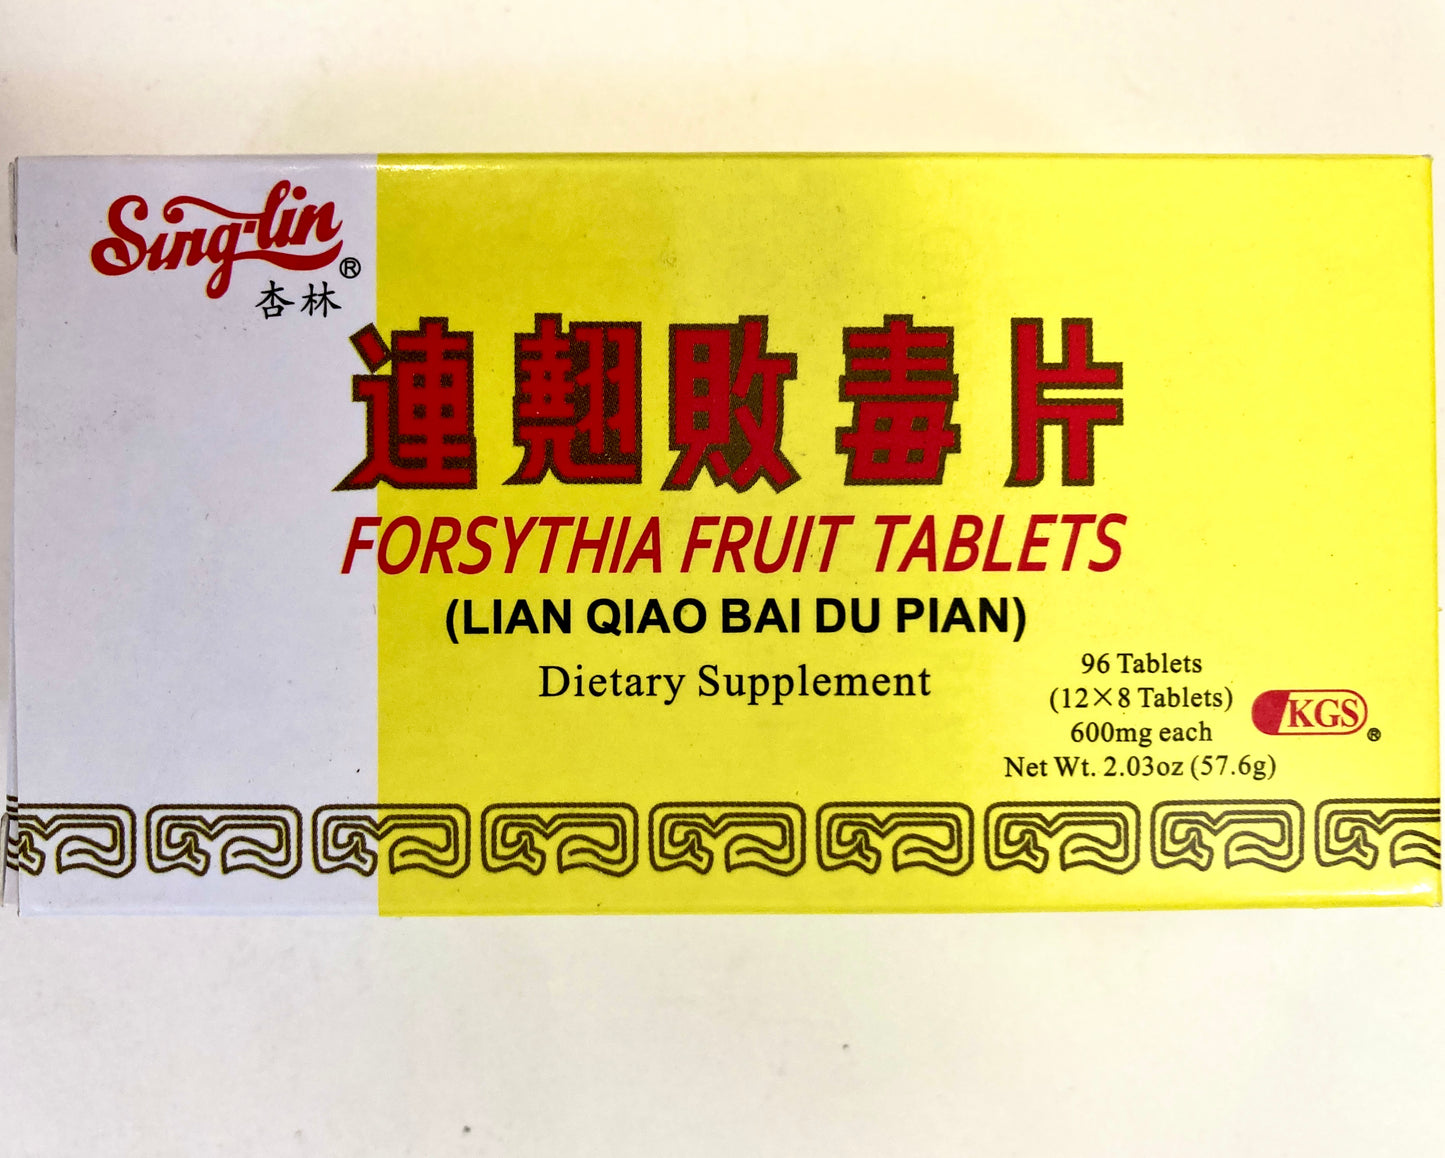 Sing-lin®
杏林
連翹敗毒片
FORSYTHIA FRUIT TABLETS
(LIAN QIAO BAI DU PIAN)
Dietary Supplement
96 Tablets
(12×8 Tablets)
600mg each
Net Wt. 2.03oz (57.6g)
KGS®